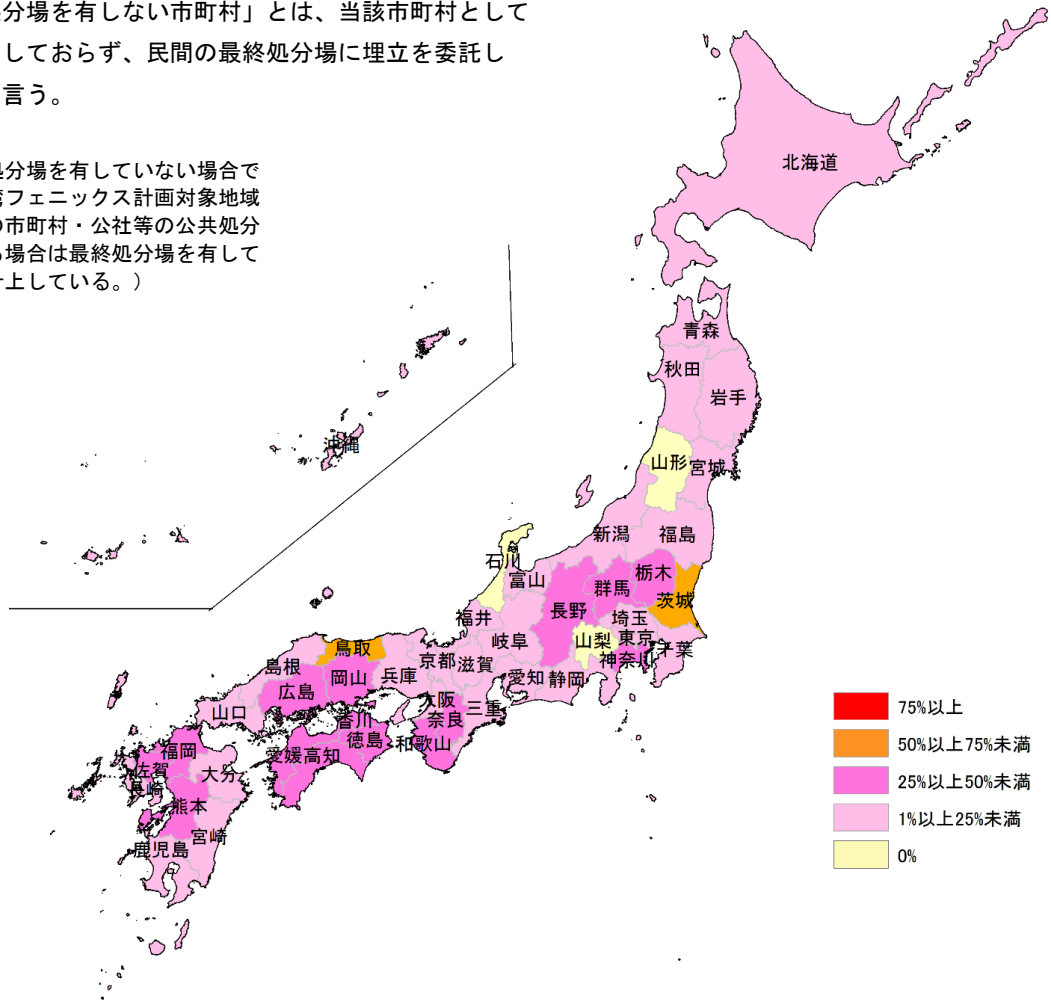 処分場を有しない市町村」とは、当該市町村として
しておらず、民間の最終処分場に埋立を委託し
言う。
処分場を有していない場合で
湾フェニックス計画対象地域
の市町村・公社等の公共処分
る場合は最終処分場を有して
計上している。）
北海道
青森
秋田
岩手
山形
宮城
沖縄
新潟
福島
石川
富山
栃木
群馬
長野
茨城
福井
埼玉
岐阜
山梨
東京
千葉
神奈川
鳥取
島根
京都
滋賀
岡山
兵庫
愛知
静岡
広島
大阪
三重
山口
香川
奈良
徳島
和歌山
福岡
愛媛
高知
佐賀
大分
長崎
熊本
宮崎
鹿児島
75%以上
50%以上75%未満
25%以上50%未満
1%以上25%未満
0%